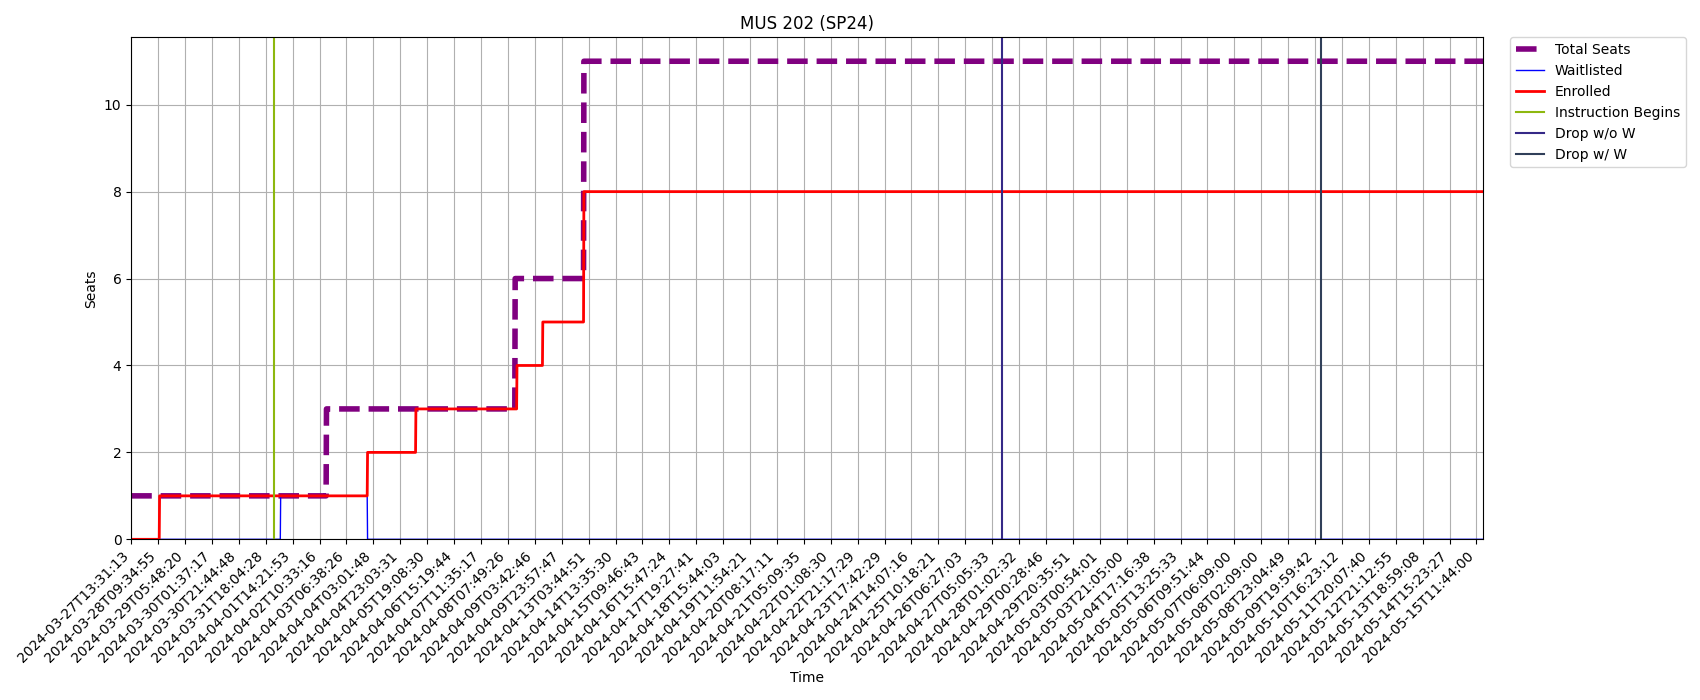 MUS 202 (SP24)
Total Seats
Waitlisted
Enrolled
Instruction Begins
Drop w/o W
Drop w/ W
Seats
10
8
6
4
2
0
2024-03-27T13:31:13
2024-03-28T09:34:55
2024-03-29T05:48:20
2024-03-30T01:37:17
2024-03-30T21:44:48
2024-03-31T18:04:28
2024-04-01T14:21:53
2024-04-02T10:33:16
2024-04-03T06:38:26
2024-04-04T03:01:48
2024-04-04T23:03:31
2024-04-05T19:08:30
2024-04-06T15:19:44
2024-04-07T11:35:17
2024-04-08T07:49:26
2024-04-09T03:42:46
2024-04-09T23:57:47
2024-04-13T03:44:51
2024-04-14T13:35:30
2024-04-15T09:46:43
2024-04-16T15:47:24
2024-04-17T19:27:41
2024-04-18T15:44:03
2024-04-19T11:54:21
2024-04-20T08:17:11
2024-04-21T05:09:35
2024-04-22T01:08:30
2024-04-22T21:17:29
2024-04-23T17:42:29
2024-04-24T14:07:16
2024-04-25T10:18:21
2024-04-26T06:27:03
2024-04-27T05:05:33
2024-04-28T01:02:32
2024-04-29T00:28:46
2024-04-29T20:35:51
2024-05-03T00:54:01
2024-05-03T21:05:00
2024-05-04T17:16:38
2024-05-05T13:25:33
2024-05-06T09:51:44
2024-05-07T06:09:00
2024-05-08T02:09:00
2024-05-08T23:04:49
2024-05-09T19:59:42
2024-05-10T16:23:12
2024-05-11T20:07:40
2024-05-12T21:12:55
2024-05-13T18:59:08
2024-05-14T15:23:27
2024-05-15T11:44:00
Time